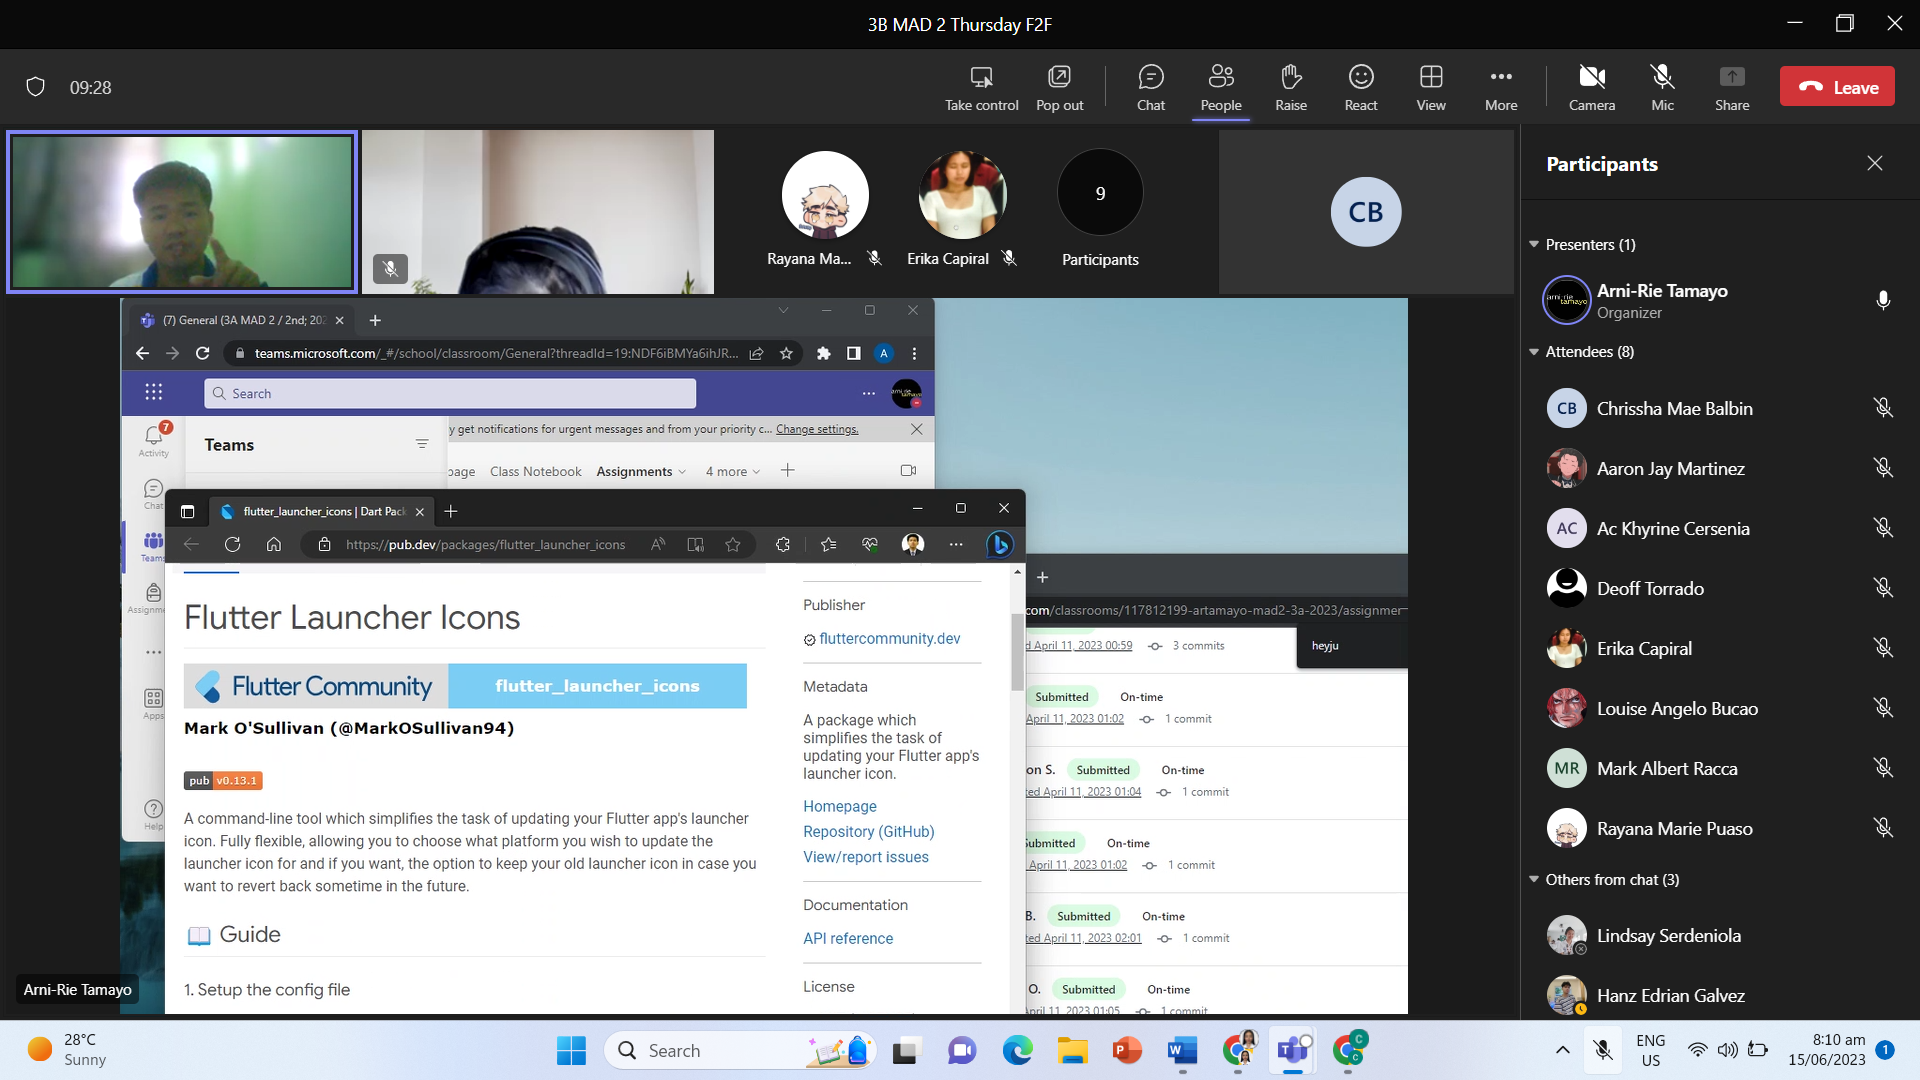 3B MAD 2 Thursday F2F
09:28
Take control
Pop out
Chat
People
Raise
React
View
More
Camera
Mic
Share
Leave
Rayana Ma...
Erika Capiral
9
Participants
CB
Arni-Rie Tamayo
(7) General (3A MAD 2 / 2nd; 202
teams.microsoft.com/_#/school/classroom/General?threadId=19:NDF6iBMYa6ihJR...
A
Search
7
Activity
Chat
Teams
Assignme
Apps
Help
Teams
y get notifications for urgent messages and from your priority c... Change settings.
page
Class Notebook
Assignments
4 more
flutter_launcher_icons | Dart Pack
https://pub.dev/packages/flutter_launcher_icons
Flutter Launcher Icons
Flutter Community
flutter_launcher_icons
Mark O'Sullivan (@MarkOSullivan94)
pub v0.13.1
A command-line tool which simplifies the task of updating your Flutter app's launcher
icon. Fully flexible, allowing you to choose what platform you wish to update the
launcher icon for and if you want, the option to keep your old launcher icon in case you
want to revert back sometime in the future.
Guide
1. Setup the config file
Publisher
fluttercommunity.dev
Metadata
A package which
simplifies the task of
updating your Flutter app's
launcher icon.
Homepage
Repository (GitHub)
View/report issues
Documentation
API reference
License
com/classrooms/117812199-artamayo-mad2-3a-2023/assignmer
heyju
d April 11, 2023 00:59
3 commits
Submitted
On-time
April 11, 2023 01:02
1 commit
on S.
Submitted
On-time
ted April 11, 2023 01:04
1 commit
ubmitted
On-time
April 11, 2023 01:02
1 commit
B.
Submitted
On-time
ted April 11, 2023 02:01
1 commit
O.
Submitted
On-time
April 11, 2023 01:05
1 commit
Participants
Presenters (1)
Arni-Rie Tamayo
Organizer
Attendees (8)
CB
Chrissha Mae Balbin
Aaron Jay Martinez
AC
Ac Khyrine Cersenia
Deoff Torrado
Erika Capiral
Louise Angelo Bucao
MR
Mark Albert Racca
Rayana Marie Puaso
Others from chat (3)
Lindsay Serdeniola
Hanz Edrian Galvez
28°C
Sunny
Search
ENG
US
8:10 am
15/06/2023
1